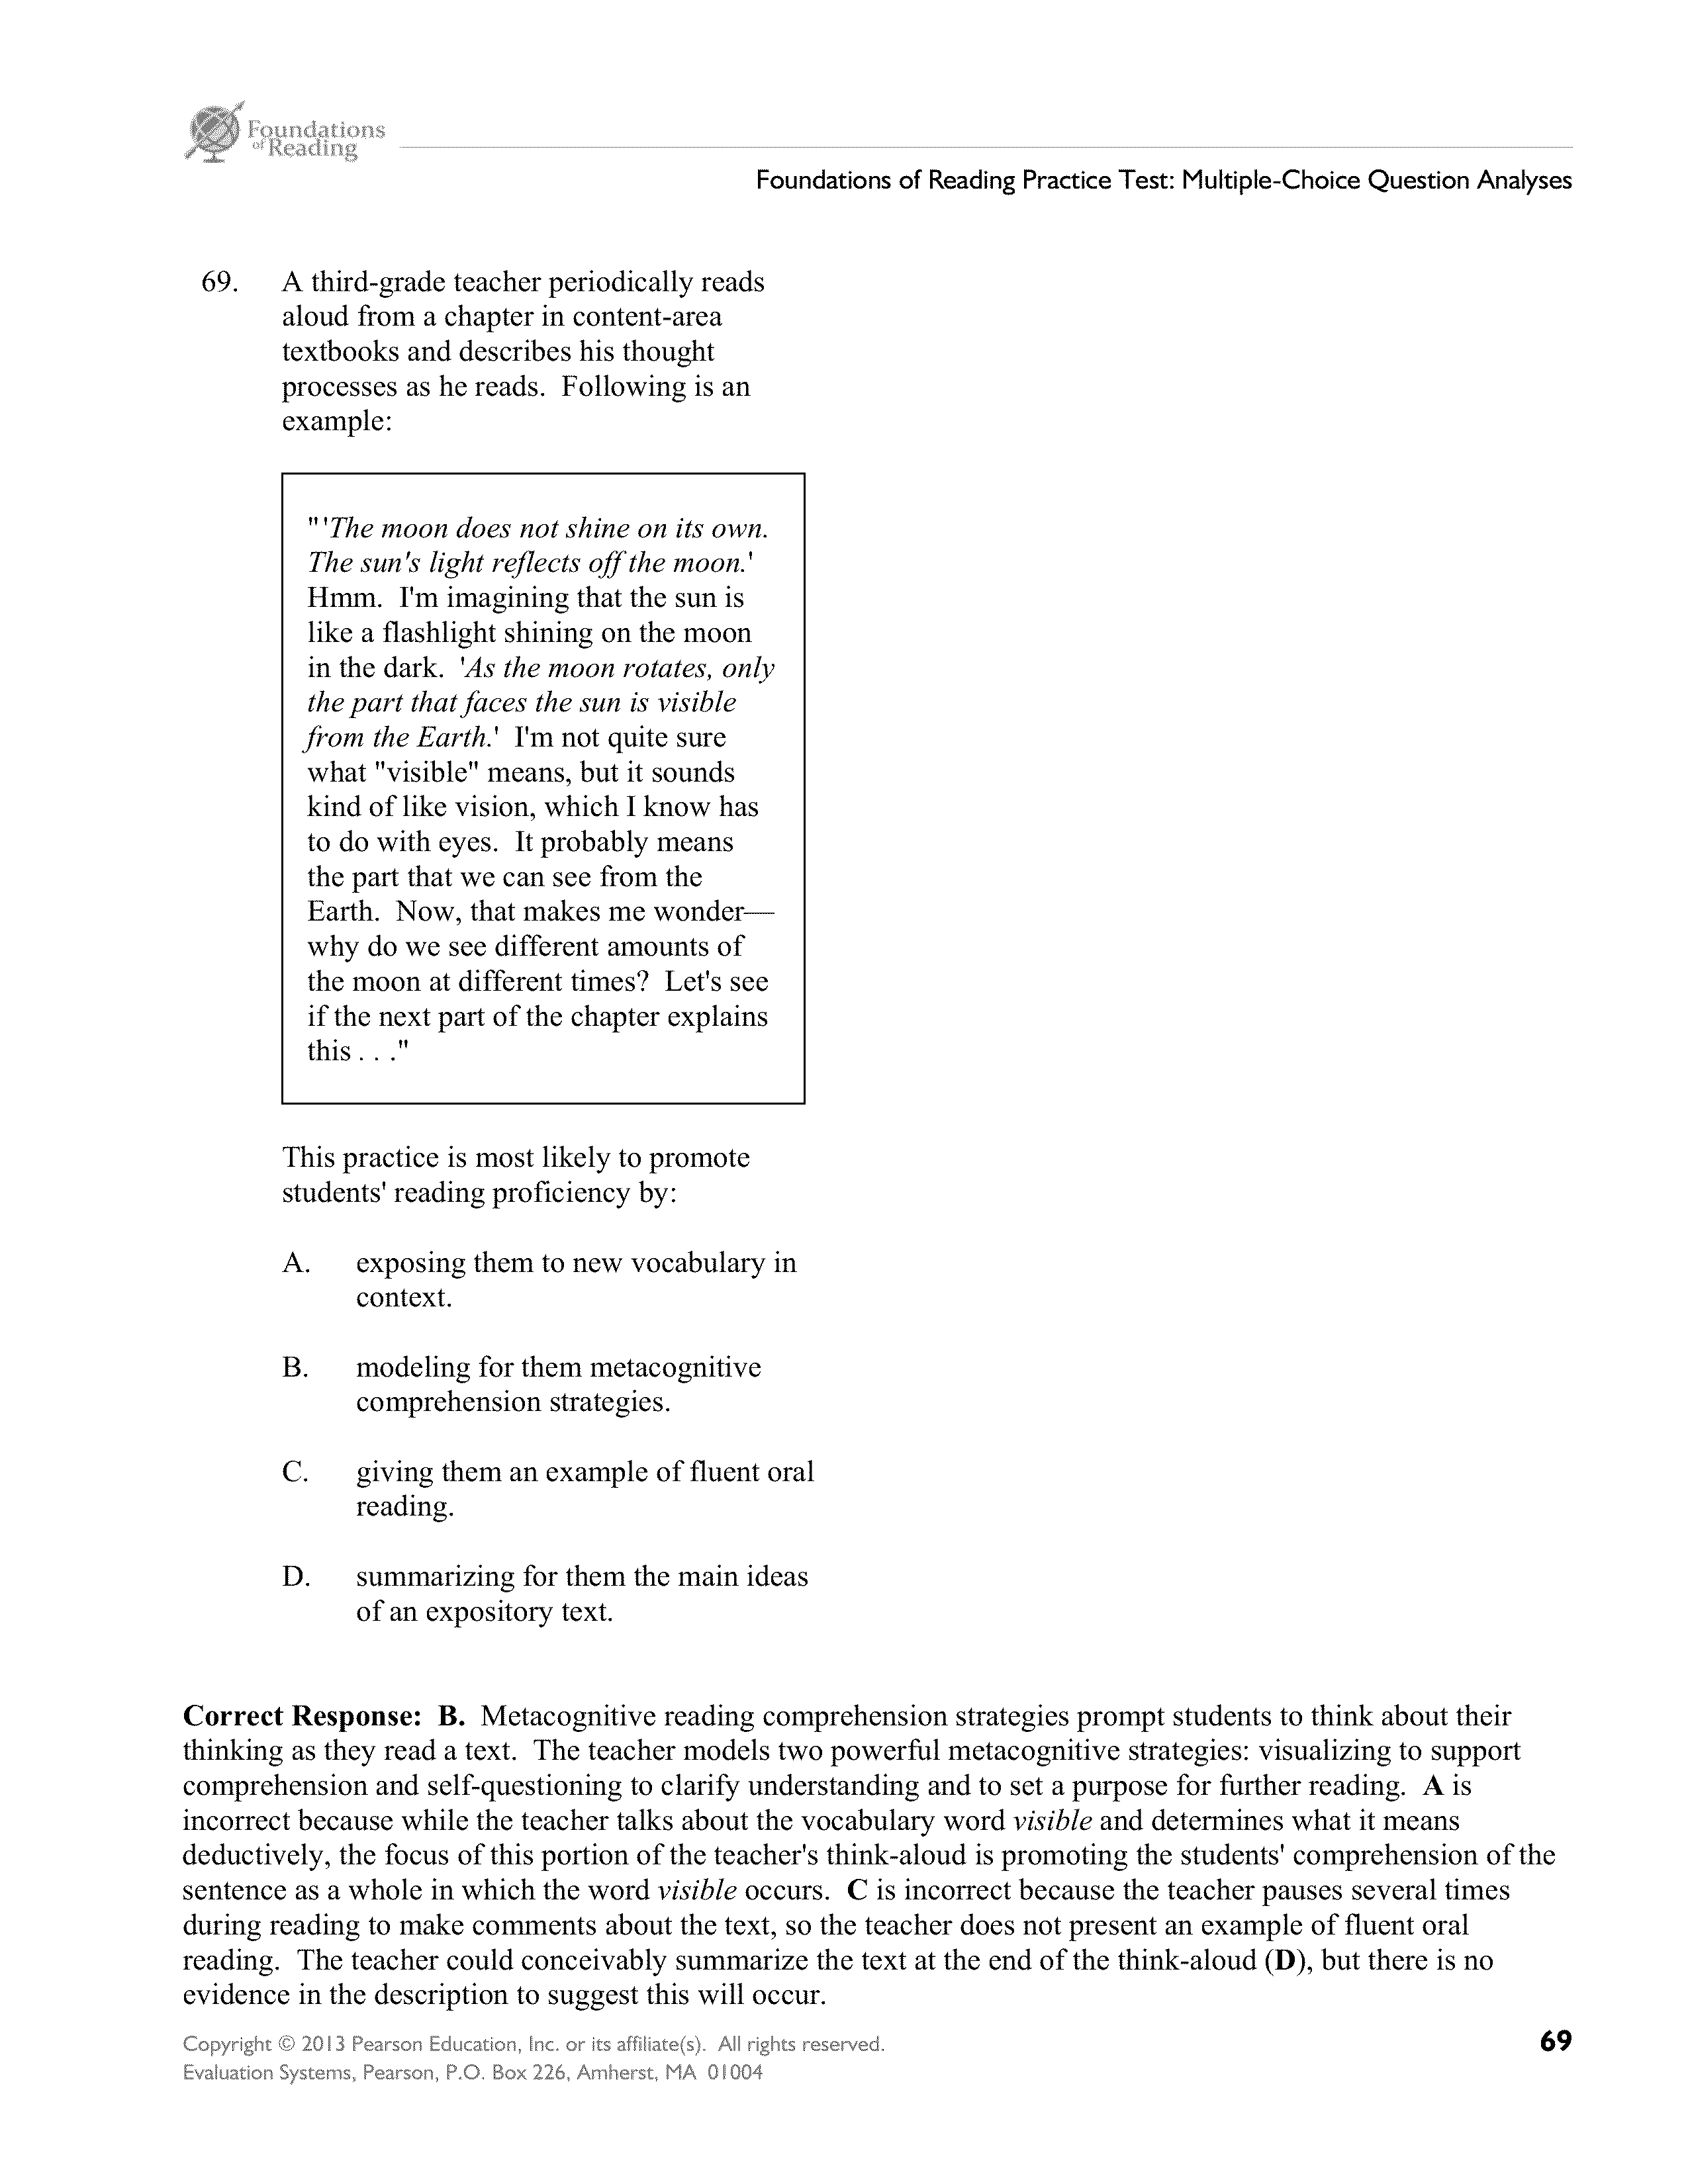 Foundations
of Reading
Foundations of Reading Practice Test: Multiple-Choice Question Analyses
69. A third-grade teacher periodically reads
aloud from a chapter in content-area
textbooks and describes his thought
processes as he reads.  Following is an
example:
"'The moon does not shine on its own.
The sun's light reflects off the moon.'
Hmm.  I'm imagining that the sun is
like a flashlight shining on the moon
in the dark.  'As the moon rotates, only
the part that faces the sun is visible
from the Earth.'  I'm not quite sure
what "visible" means, but it sounds
kind of like vision, which I know has
to do with eyes.  It probably means
the part that we can see from the
Earth.  Now, that makes me wonder—
why do we see different amounts of
the moon at different times?  Let's see
if the next part of the chapter explains
this . . ."
This practice is most likely to promote
students' reading proficiency by:
A. exposing them to new vocabulary in
context.
B. modeling for them metacognitive
comprehension strategies.
C. giving them an example of fluent oral
reading.
D. summarizing for them the main ideas
of an expository text.
Correct Response:  B.  Metacognitive reading comprehension strategies prompt students to think about their
thinking as they read a text.  The teacher models two powerful metacognitive strategies: visualizing to support
comprehension and self-questioning to clarify understanding and to set a purpose for further reading.  A is
incorrect because while the teacher talks about the vocabulary word visible and determines what it means
deductively, the focus of this portion of the teacher's think-aloud is promoting the students' comprehension of the
sentence as a whole in which the word visible occurs.  C is incorrect because the teacher pauses several times
during reading to make comments about the text, so the teacher does not present an example of fluent oral
reading.  The teacher could conceivably summarize the text at the end of the think-aloud (D), but there is no
evidence in the description to suggest this will occur.
Copyright © 2013 Pearson Education, Inc. or its affiliate(s).  All rights reserved.
Evaluation Systems, Pearson, P.O. Box 226, Amherst, MA  01004
69